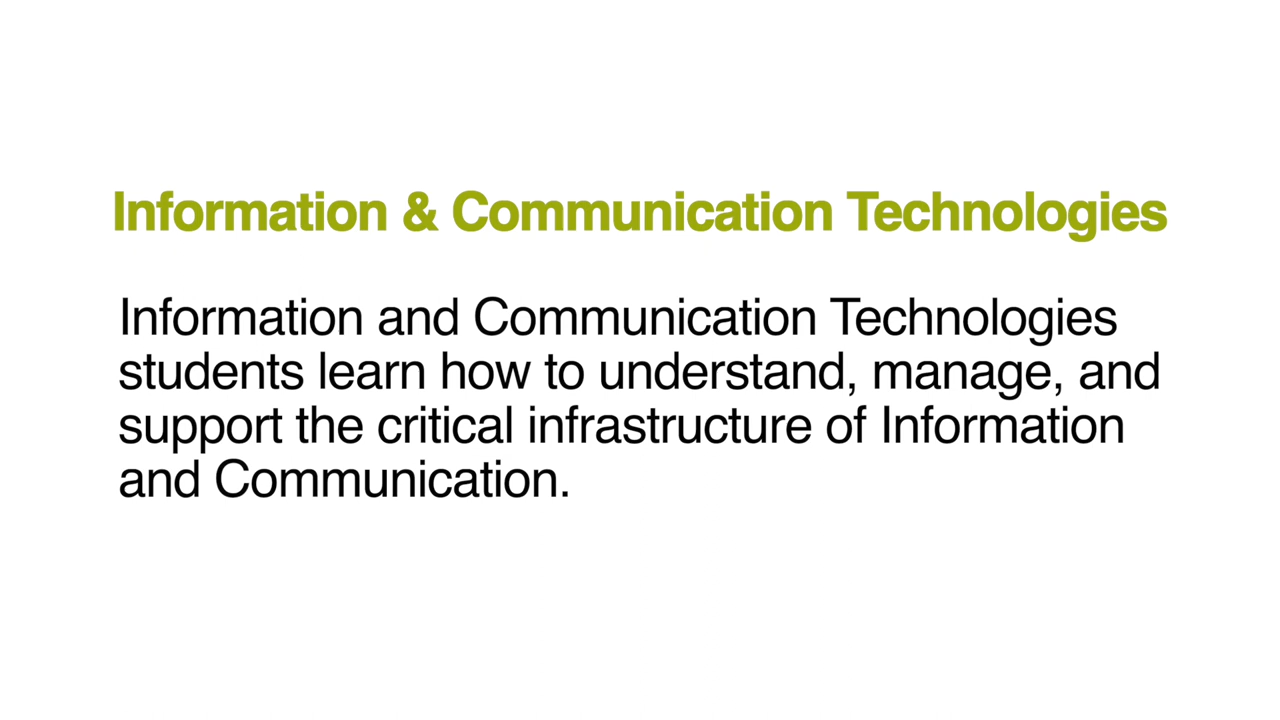 Information & Communication Technologies
Information and Communication Technologies
students learn how to understand, manage, and
support the critical infrastructure of Information
and Communication.